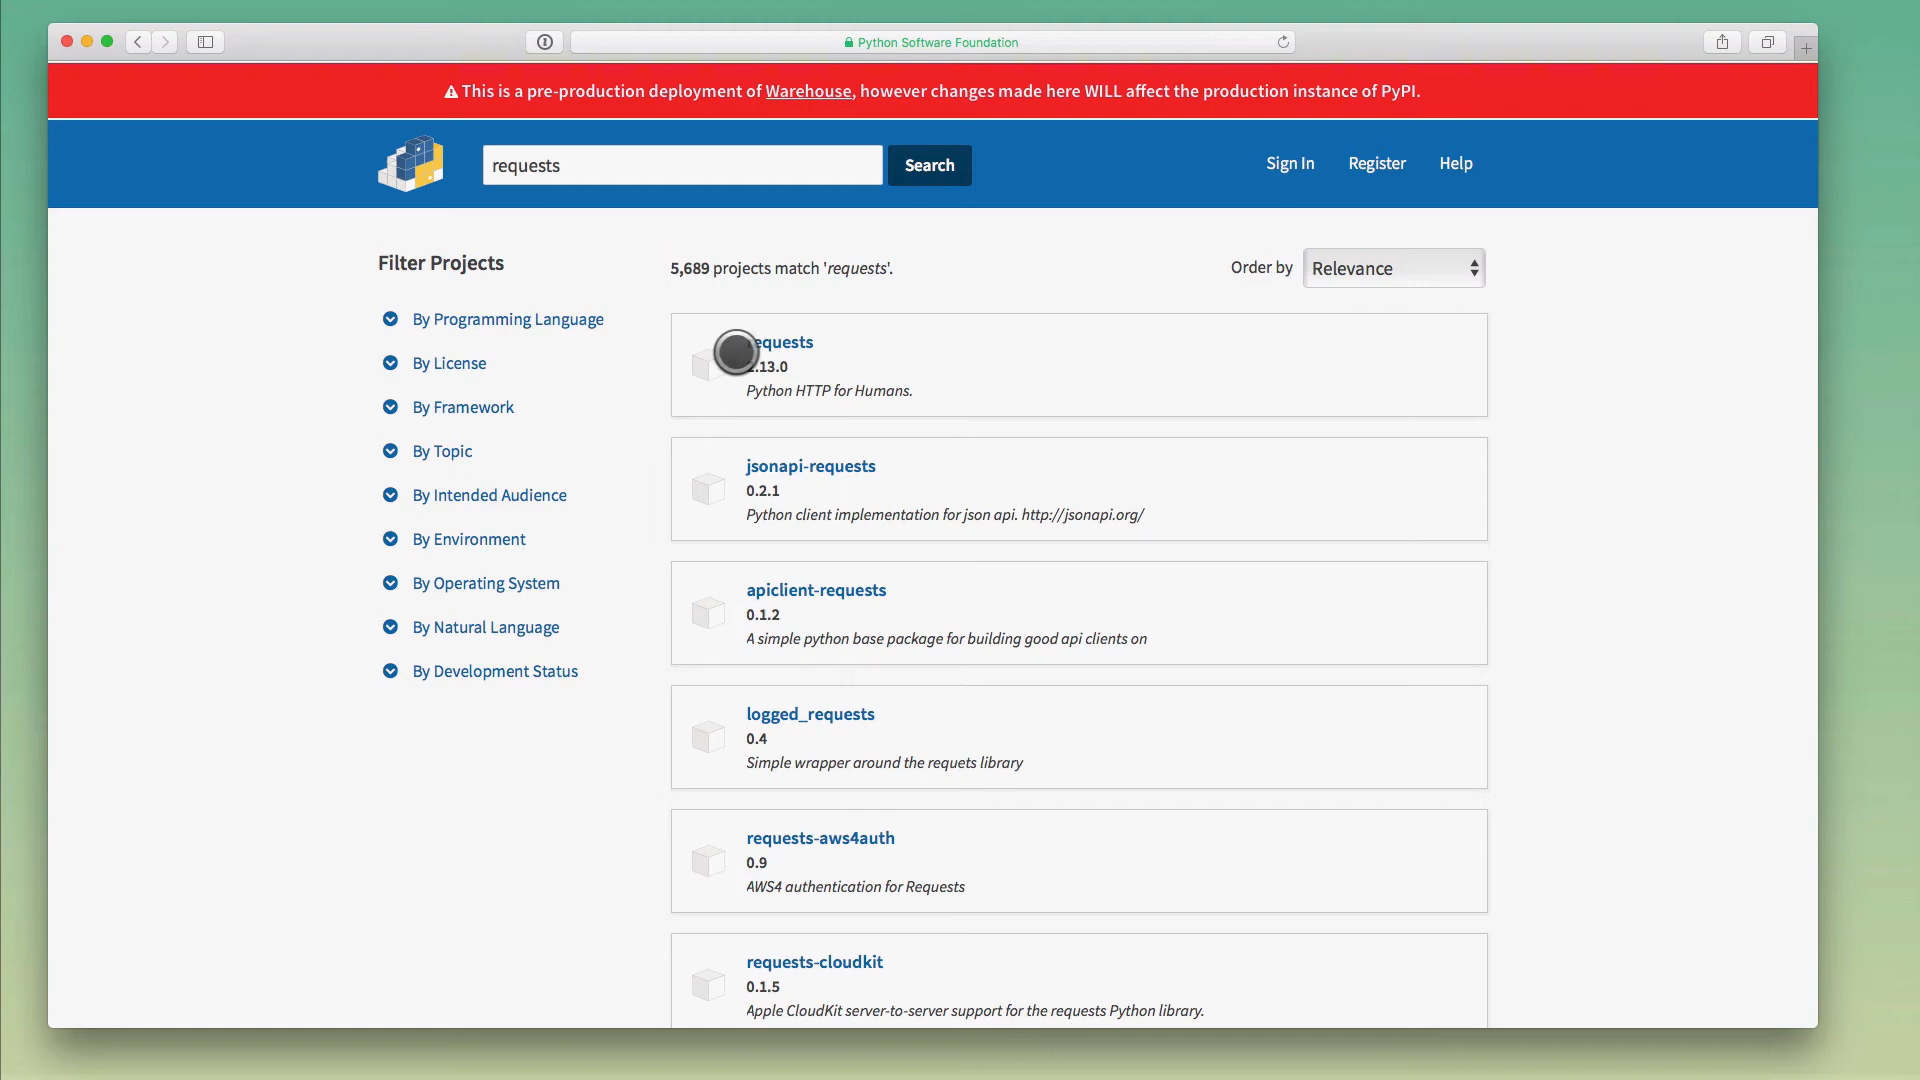 Python Software Foundation
This is a pre-production deployment of Warehouse, however changes made here WILL affect the production instance of PyPI.
requests
Search
Sign In
Register
Help
Filter Projects
By Programming Language
By License
By Framework
By Topic
By Intended Audience
By Environment
By Operating System
By Natural Language
By Development Status
5,689 projects match 'requests'.
Order by
Relevance
requests
.13.0
Python HTTP for Humans.
jsonapi-requests
0.2.1
Python client implementation for json api. http://jsonapi.org/
apiclient-requests
0.1.2
A simple python base package for building good api clients on
logged_requests
0.4
Simple wrapper around the requets library
requests-aws4auth
0.9
AWS4 authentication for Requests
requests-cloudkit
0.1.5
Apple CloudKit server-to-server support for the requests Python library.